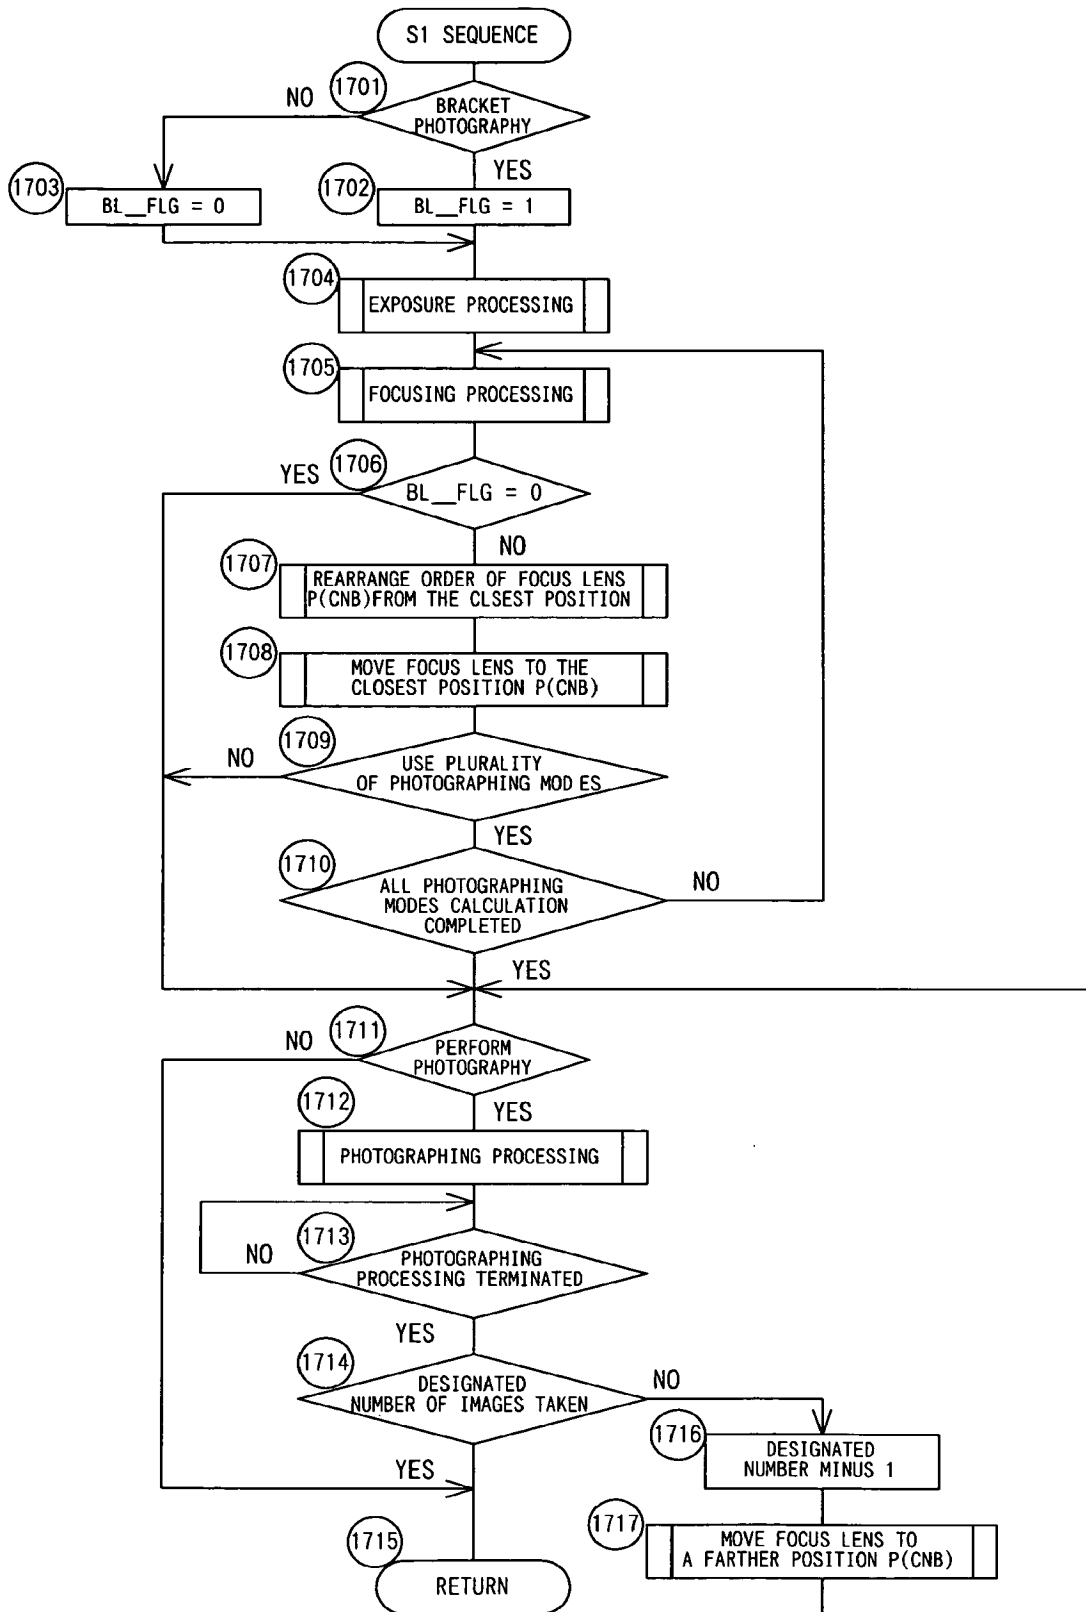 S1 SEQUENCE
1701
NO
BRACKET
PHOTOGRAPHY
YES
1703
1702
BL__FLG = 0
BL__FLG = 1
1704
EXPOSURE PROCESSING
1705
FOCUSING PROCESSING
1706
YES
BL__FLG = 0
NO
1707
REARRANGE ORDER OF FOCUS LENS
P(CNB)FROM THE CLSEST POSITION
1708
MOVE FOCUS LENS TO THE
CLOSEST POSITION P(CNB)
1709
NO
USE PLURALITY
OF PHOTOGRAPHING MODES
YES
1710
ALL PHOTOGRAPHING
MODES CALCULATION
COMPLETED
NO
YES
1711
NO
PERFORM
PHOTOGRAPHY
YES
1712
PHOTOGRAPHING PROCESSING
1713
NO
PHOTOGRAPHING
PROCESSING TERMINATED
YES
1714
DESIGNATED
NUMBER OF IMAGES TAKEN
NO
1716
DESIGNATED
NUMBER MINUS 1
YES
1717
MOVE FOCUS LENS TO
A FARTHER POSITION P(CNB)
1715
RETURN